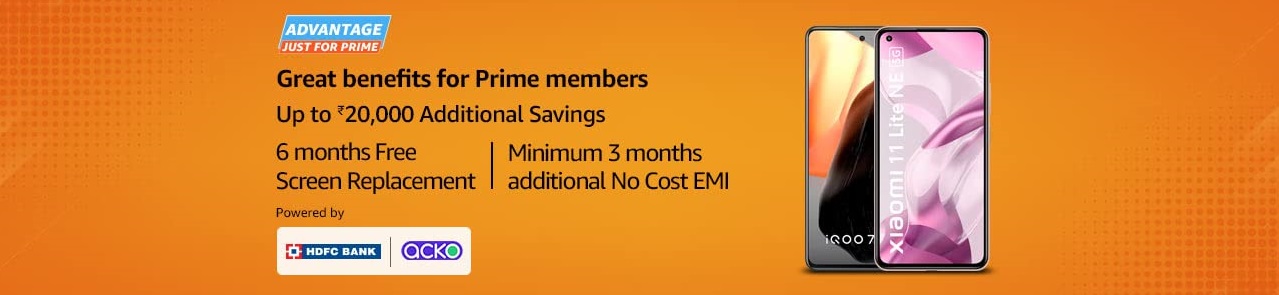 ADVANTAGE
JUST FOR PRIME
Great benefits for Prime members
Up to ₹20,000 Additional Savings
6 months Free
Screen Replacement
Minimum 3 months
additional No Cost EMI
Powered by
HDFC BANK
acko
iQOO 7
Xiaomi 11 Lite NE 5G